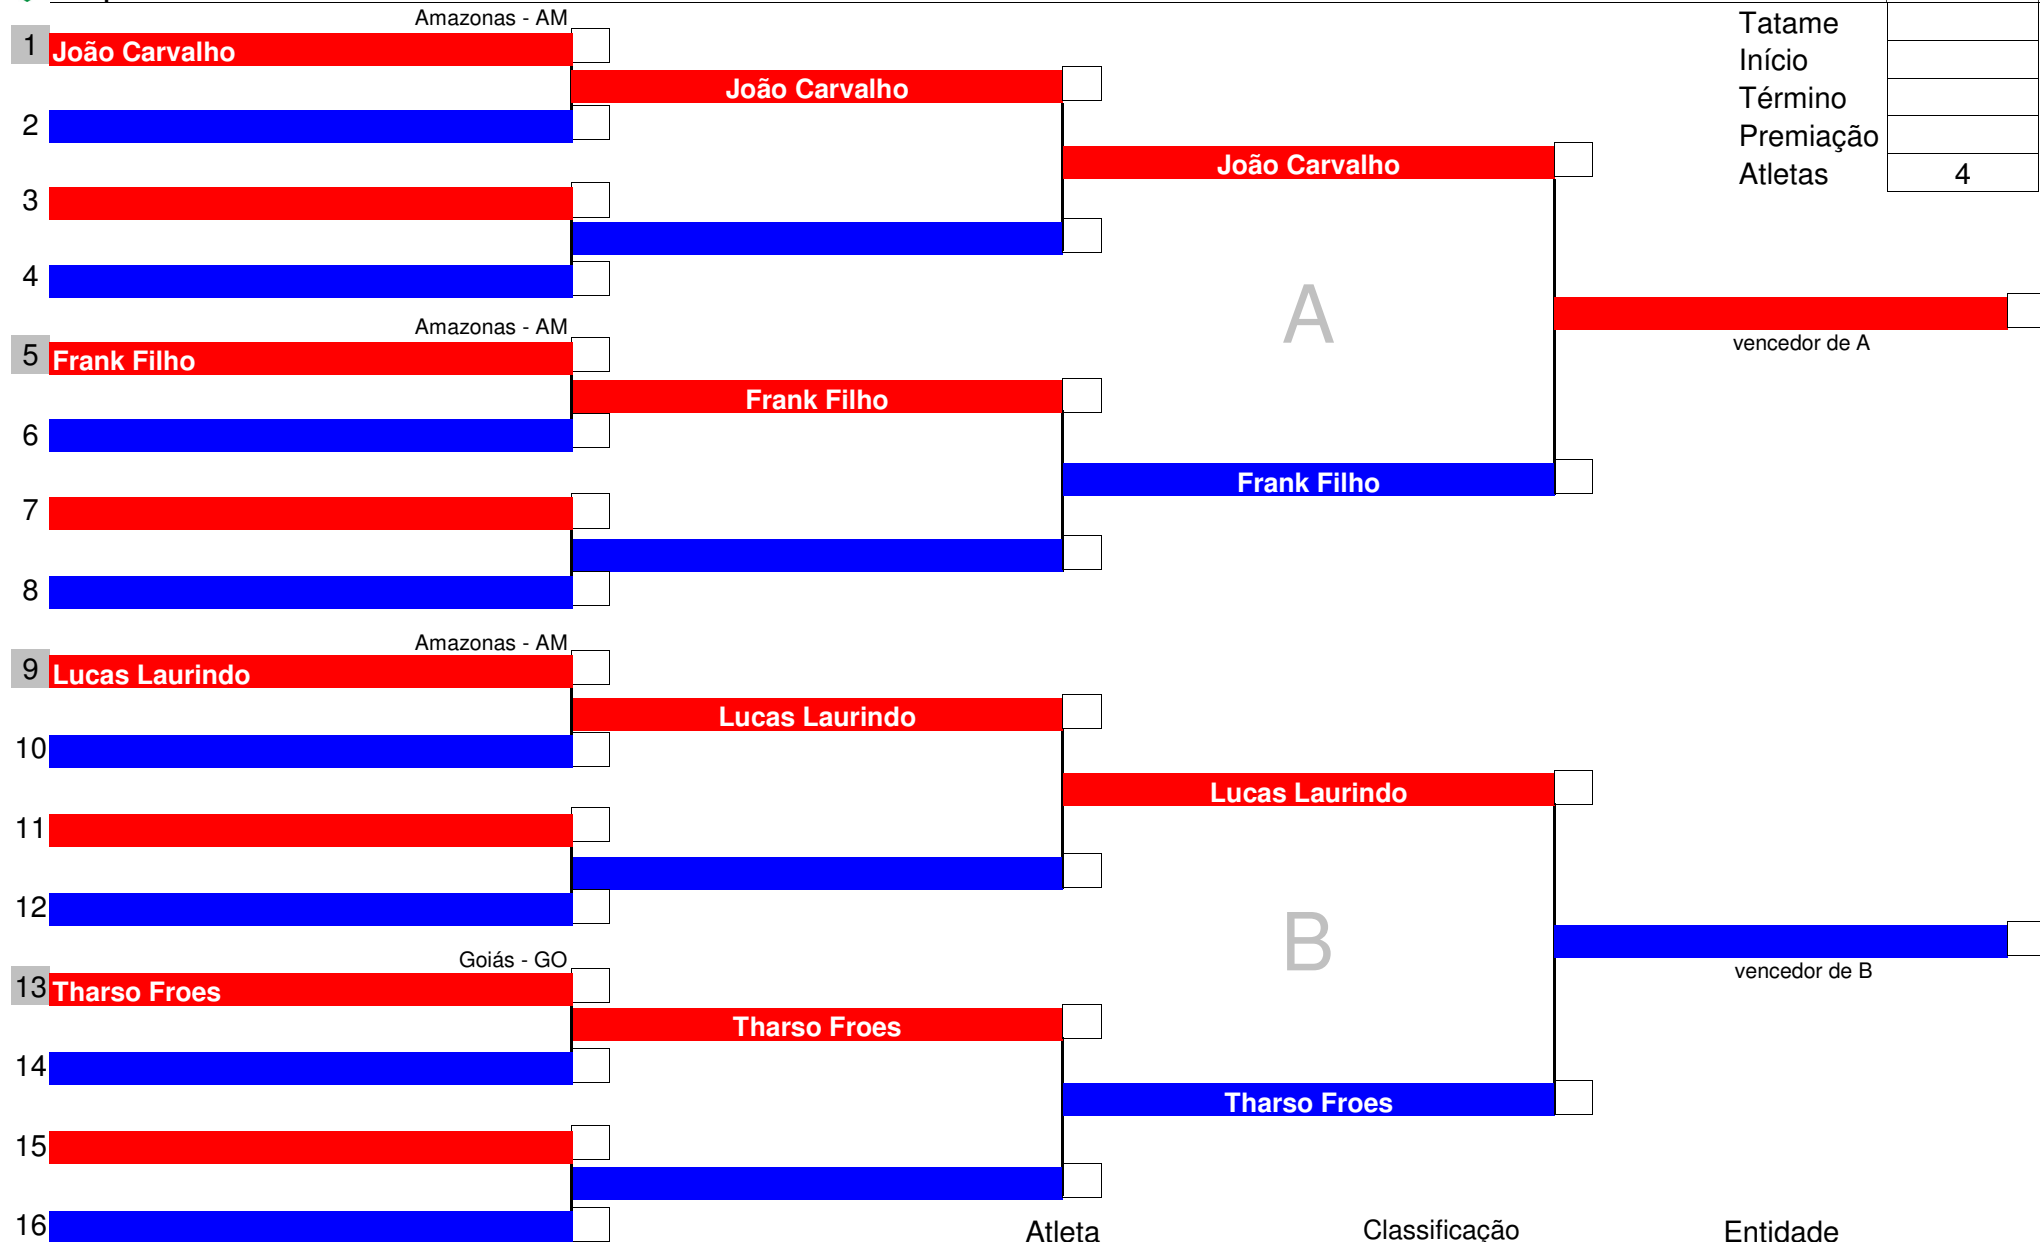 Amazonas - AM
Tatame
1 João Carvalho
Início
João Carvalho
Término
2
Premiação
João Carvalho
Atletas 4
3
4
A
Amazonas - AM
vencedor de A
5 Frank Filho
Frank Filho
6
Frank Filho
7
8
Amazonas - AM
9 Lucas Laurindo
Lucas Laurindo
10
Lucas Laurindo
11
12
B
Goiás - GO
vencedor de B
13 Tharso Froes
Tharso Froes
14
Tharso Froes
15
16
Atleta Classificação Entidade